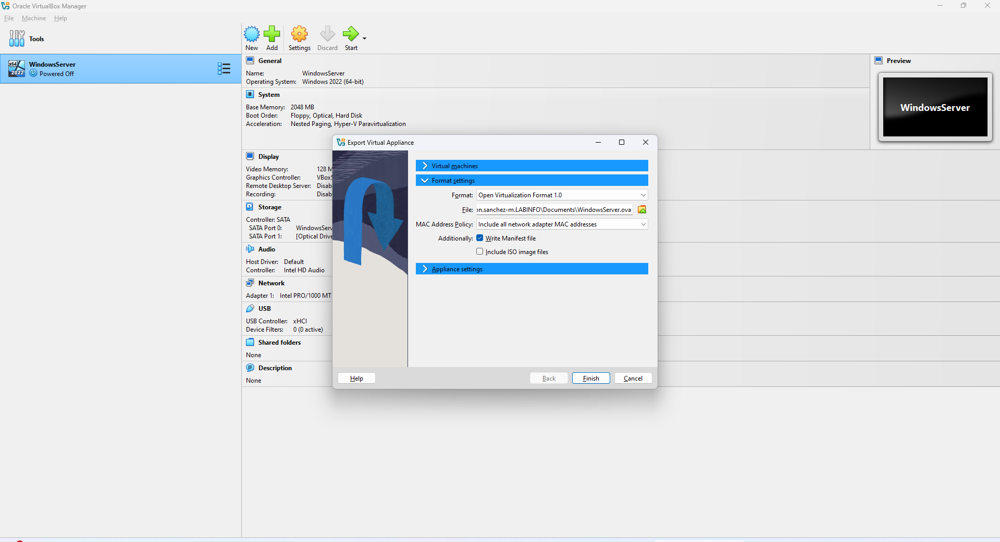 Oracle VirtualBox Manager
File Machine Help
Tools
x64
2022
WindowsServer
Powered Off
New Add Settings Discard Start
General
Name: WindowsServer
Operating System: Windows 2022 (64-bit)
Preview
WindowsServer
System
Base Memory: 2048 MB
Boot Order: Floppy, Optical, Hard Disk
Acceleration: Nested Paging, Hyper-V Paravirtualization
Display
Video Memory: 128 M
Graphics Controller: VBoxS
Remote Desktop Server: Disab
Recording: Disab
Storage
Controller: SATA
SATA Port 0: WindowsServ
SATA Port 1: [Optical Drive
Audio
Host Driver: Default
Controller: Intel HD Audio
Network
Adapter 1: Intel PRO/1000 MT
USB
USB Controller: xHCI
Device Filters: 0 (0 active)
Shared folders
None
Description
None
Export Virtual Appliance
Virtual machines
Format settings
Format: Open Virtualization Format 1.0
File: on.sanchez-m.LABINFO\Documents\WindowsServer.ova
MAC Address Policy: Include all network adapter MAC addresses
Additionally: Write Manifest file
Include ISO image files
Appliance settings
Help Back Finish Cancel